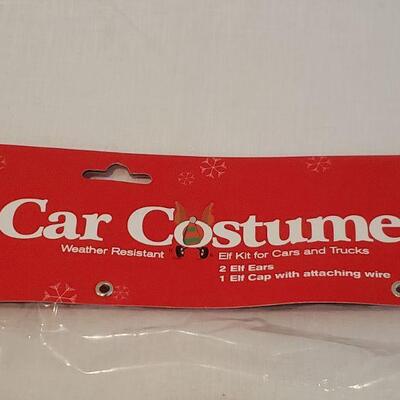 Car Costume
Weather Resistant
Elf Kit for Cars and Trucks
2 Elf Ears
1 Elf Cap with attaching wire